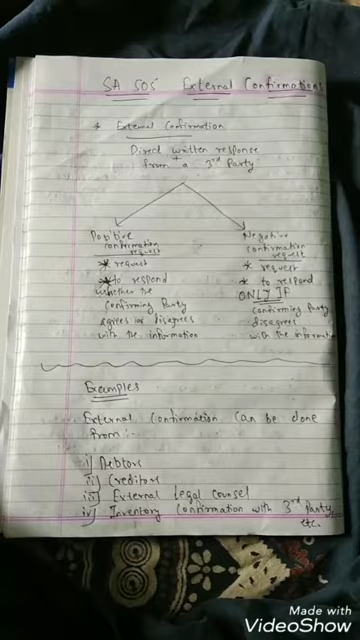 SA 505 External Confirmations
* External Confirmation
Direct written response
from a 3rd Party
Positive
confirmation
request
* request
* to respond
whether the
confirming Party
agrees or disagrees
with the information
Negative
confirmation
request
* request
* to respond
ONLY IF
confirming Party
disagrees
with the information
Examples
External Confirmation can be done
from:-
i) Debtors
ii) Creditors
iii) External Legal Counsel
iv) Inventory Confirmation with 3rd Party
etc.
Made with
VideoShow